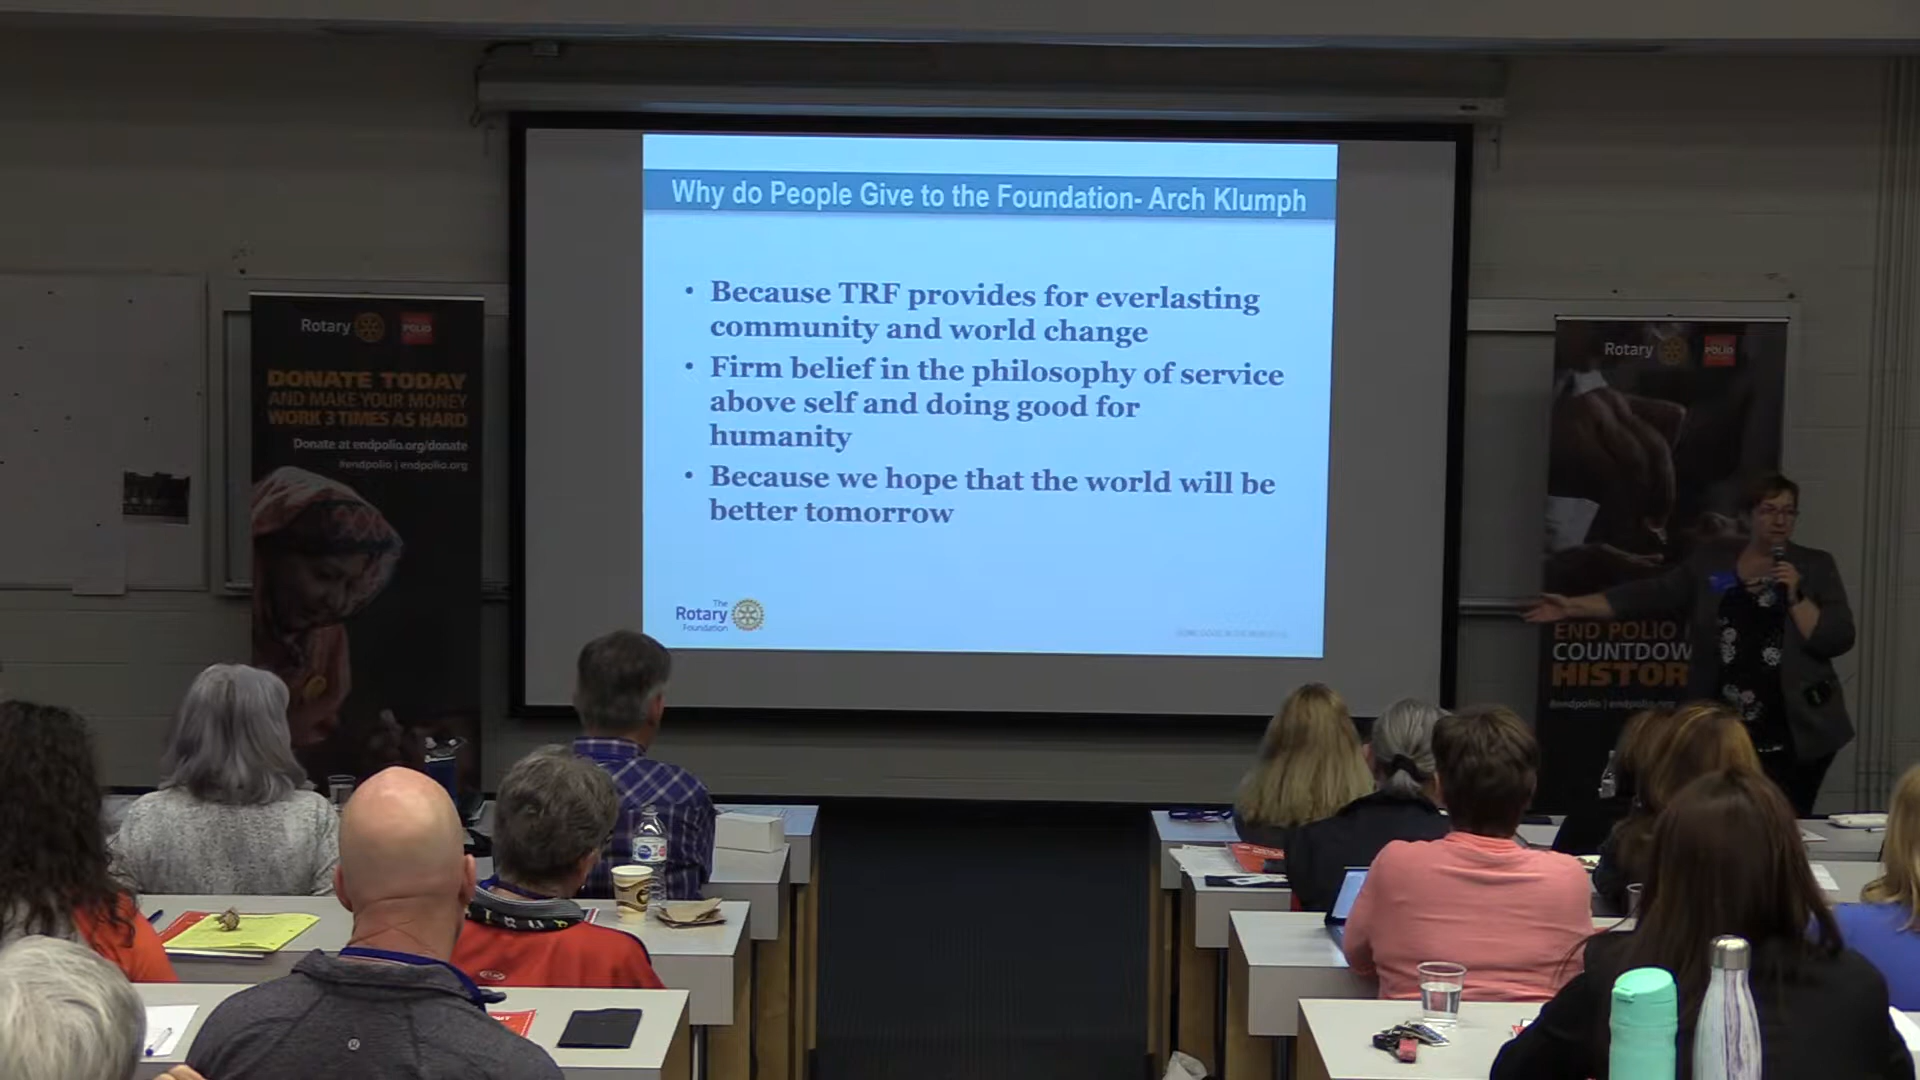 Why do People Give to the Foundation- Arch Klumph
• Because TRF provides for everlasting
community and world change
• Firm belief in the philosophy of service
above self and doing good for
humanity
• Because we hope that the world will be
better tomorrow
The
Rotary
Foundation
Rotary
POLIO
DONATE TODAY
AND MAKE YOUR MONEY
WORK 3 TIMES AS HARD
Donate at endpolio.org/donate
#endpolio | endpolio.org
Rotary
POLIO
END POLIO
COUNTDOW
HISTOR
#endpolio | endpolio.org